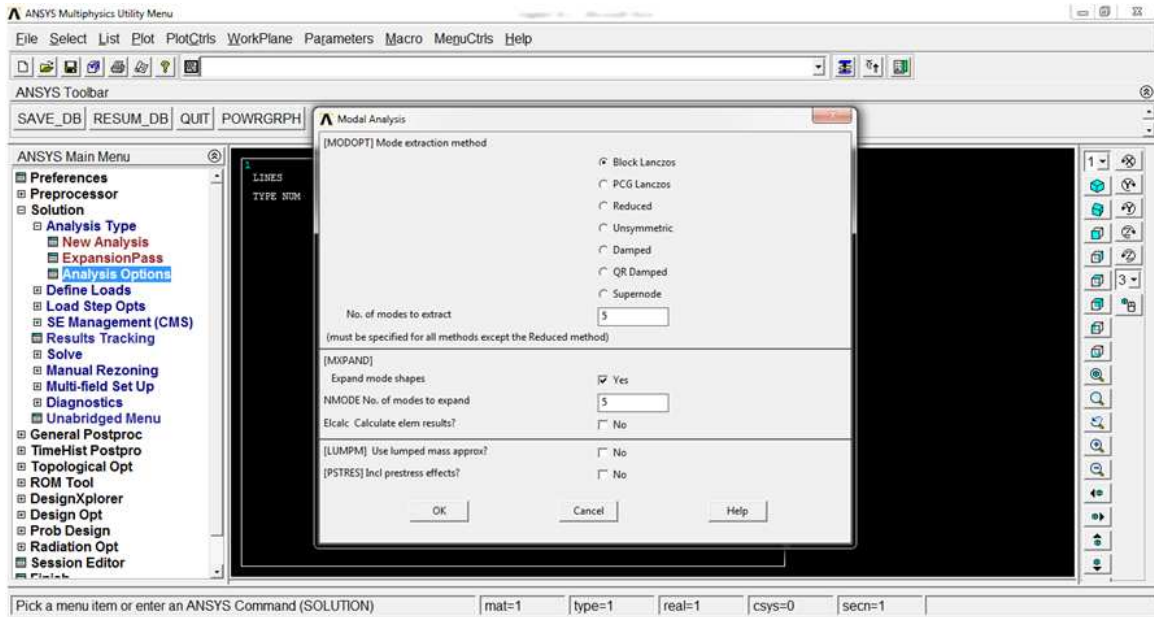 ANSYS Multiphysics Utility Menu
File Select List Plot PlotCtrls WorkPlane Parameters Macro MenuCtrls Help
ANSYS Toolbar
SAVE_DB RESUM_DB QUIT POWRGRPH
ANSYS Main Menu
Preferences
Preprocessor
Solution
Analysis Type
New Analysis
ExpansionPass
Analysis Options
Define Loads
Load Step Opts
SE Management (CMS)
Results Tracking
Solve
Manual Rezoning
Multi-field Set Up
Diagnostics
Unabridged Menu
General Postproc
TimeHist Postpro
Topological Opt
ROM Tool
DesignXplorer
Design Opt
Prob Design
Radiation Opt
Session Editor
Finish
1
LINES
TYPE NUM
Modal Analysis
[MODOPT] Mode extraction method
Block Lanczos
PCG Lanczos
Reduced
Unsymmetric
Damped
QR Damped
Supernode
No. of modes to extract 5
(must be specified for all methods except the Reduced method)
[MXPAND]
Expand mode shapes Yes
NMODE No. of modes to expand 5
Elcalc Calculate elem results? No
[LUMPM] Use lumped mass approx? No
[PSTRES] Incl prestress effects? No
OK Cancel Help
1
3
Pick a menu item or enter an ANSYS Command (SOLUTION) mat=1 type=1 real=1 csys=0 secn=1